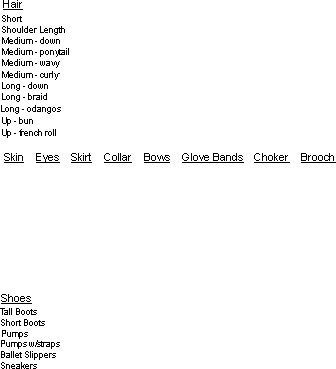 Hair
Short
Shoulder Length
Medium - down
Medium - ponytail
Medium - wavy
Medium - curly
Long - down
Long - braid
Long - odangos
Up - bun
Up - french roll
Skin Eyes Skirt Collar Bows Glove Bands Choker Brooch
Shoes
Tall Boots
Short Boots
Pumps
Pumps w/straps
Ballet Slippers
Sneakers